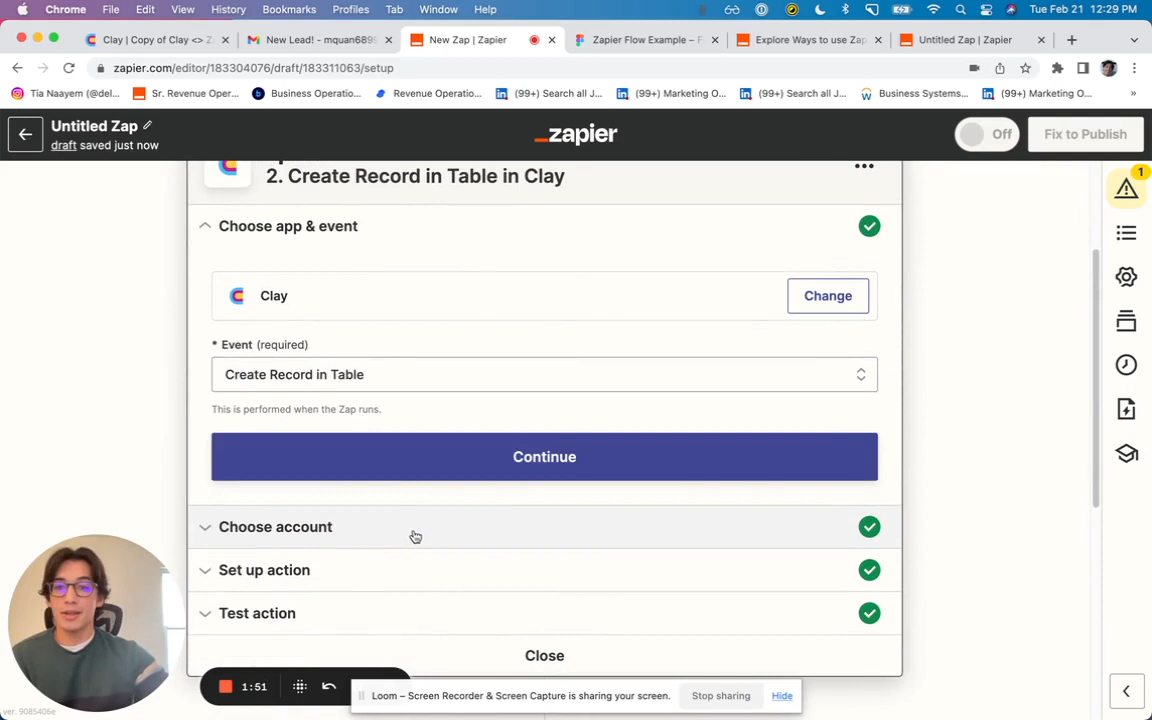 Chrome File Edit View History Bookmarks Profiles Tab Window Help Tue Feb 21 12:29 PM
Clay | Copy of Clay <> Z New Lead! - mquan6899 New Zap | Zapier Zapier Flow Example – F Explore Ways to use Zap Untitled Zap | Zapier
zapier.com/editor/183304076/draft/183311063/setup
Tia Naayem (@del... Sr. Revenue Oper... Business Operatio... Revenue Operatio... (99+) Search all J... (99+) Marketing O... (99+) Search all J... Business Systems... (99+) Marketing O... »
Untitled Zap
draft saved just now
_zapier
Off
Fix to Publish
1
2. Create Record in Table in Clay
Choose app & event
Clay
Change
* Event (required)
Create Record in Table
This is performed when the Zap runs.
Continue
Choose account
Set up action
Test action
Close
1:51
Loom – Screen Recorder & Screen Capture is sharing your screen. Stop sharing Hide
ver. 9085406e